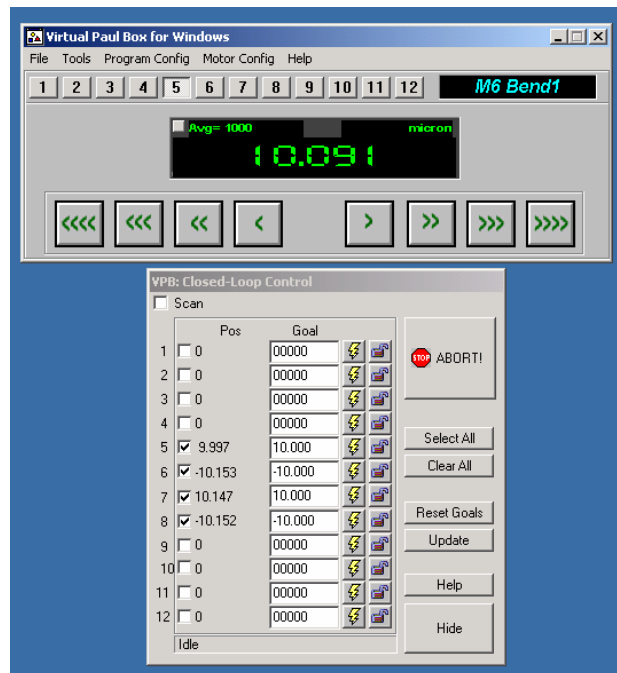 Virtual Paul Box for Windows
File Tools Program Config Motor Config Help
1 2 3 4 5 6 7 8 9 10 11 12 M6 Bend1
Avg= 1000 micron
10.091
<<<< <<< << < > >> >>> >>>>
VPB: Closed-Loop Control
Scan
Pos Goal
1 0 00000
STOP ABORT!
2 0 00000
3 0 00000
4 0 00000
5 9.997 10.000
Select All
6 -10.153 -10.000
Clear All
7 10.147 10.000
8 -10.152 -10.000
Reset Goals
9 0 00000
Update
10 0 00000
11 0 00000
Help
12 0 00000
Hide
Idle